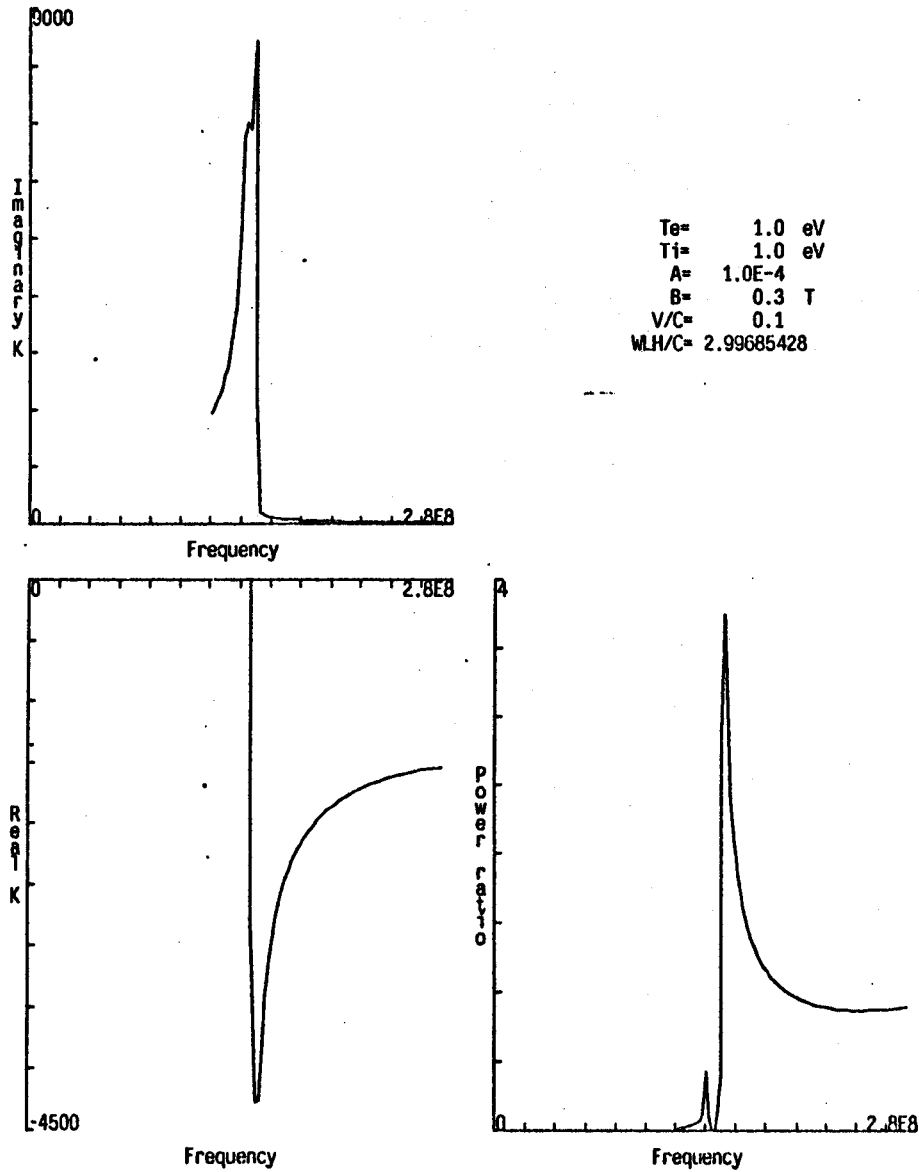 9000
Imaginary K
0
2.8E8
Frequency
Te= 1.0 eV
Ti= 1.0 eV
A= 1.0E-4
B= 0.3 T
V/C= 0.1
WLH/C= 2.99685428
0
2.8E8
Real K
-4500
Frequency
4
Power ratio
0
2.8E8
Frequency